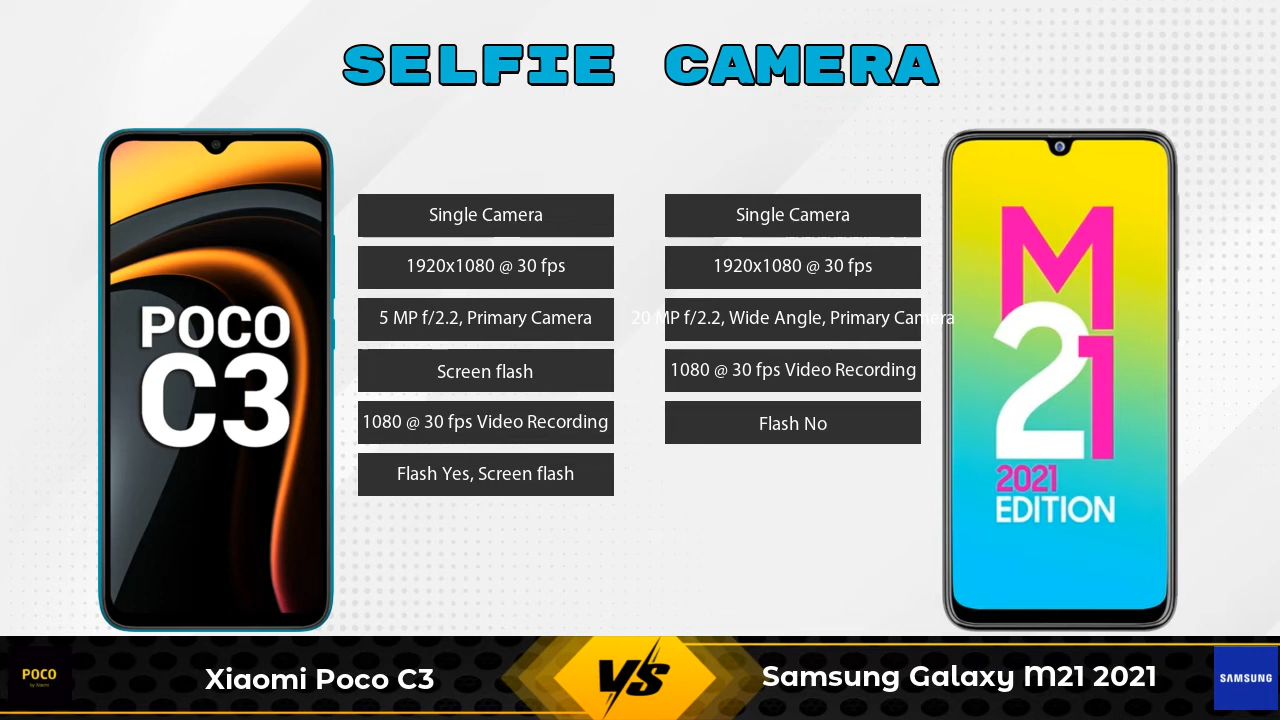 SELFIE CAMERA
POCO
C3
Single Camera
1920x1080 @ 30 fps
5 MP f/2.2, Primary Camera
Screen flash
1080 @ 30 fps Video Recording
Flash Yes, Screen flash
Single Camera
1920x1080 @ 30 fps
20 MP f/2.2, Wide Angle, Primary Camera
1080 @ 30 fps Video Recording
Flash No
M
21
2021
EDITION
POCO
by Xiaomi
Xiaomi Poco C3
VS
Samsung Galaxy M21 2021
SAMSUNG